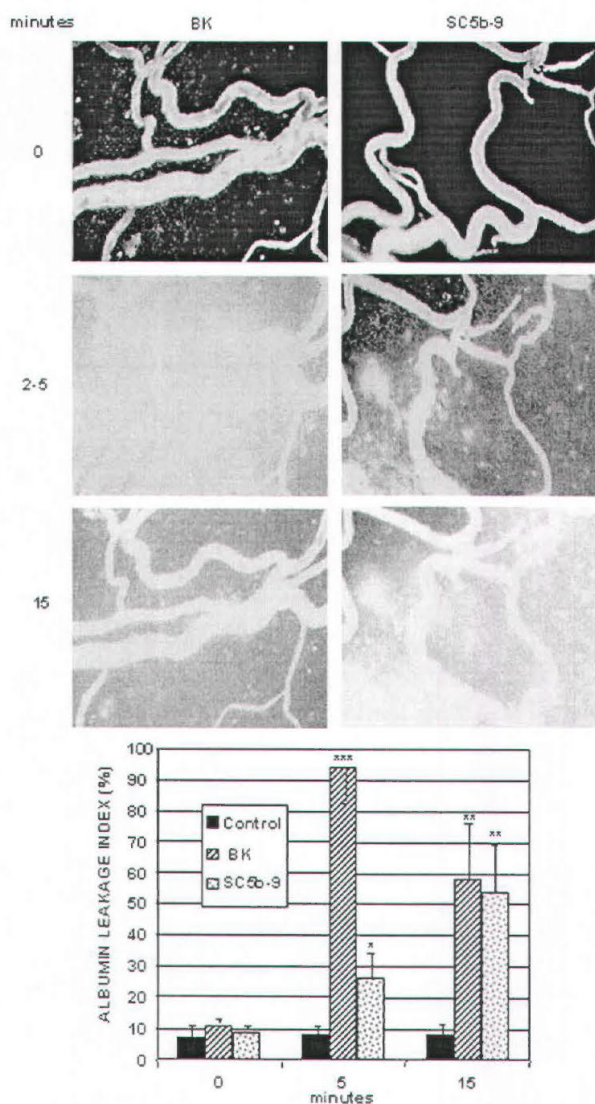 minutes BK SC5b-9
0
2-5
15
ALBUMIN LEAKAGE INDEX (%)
100
90
80
70
60
50
40
30
20
10
0
Control
BK
SC5b-9
***
*
**
**
0 5 15
minutes